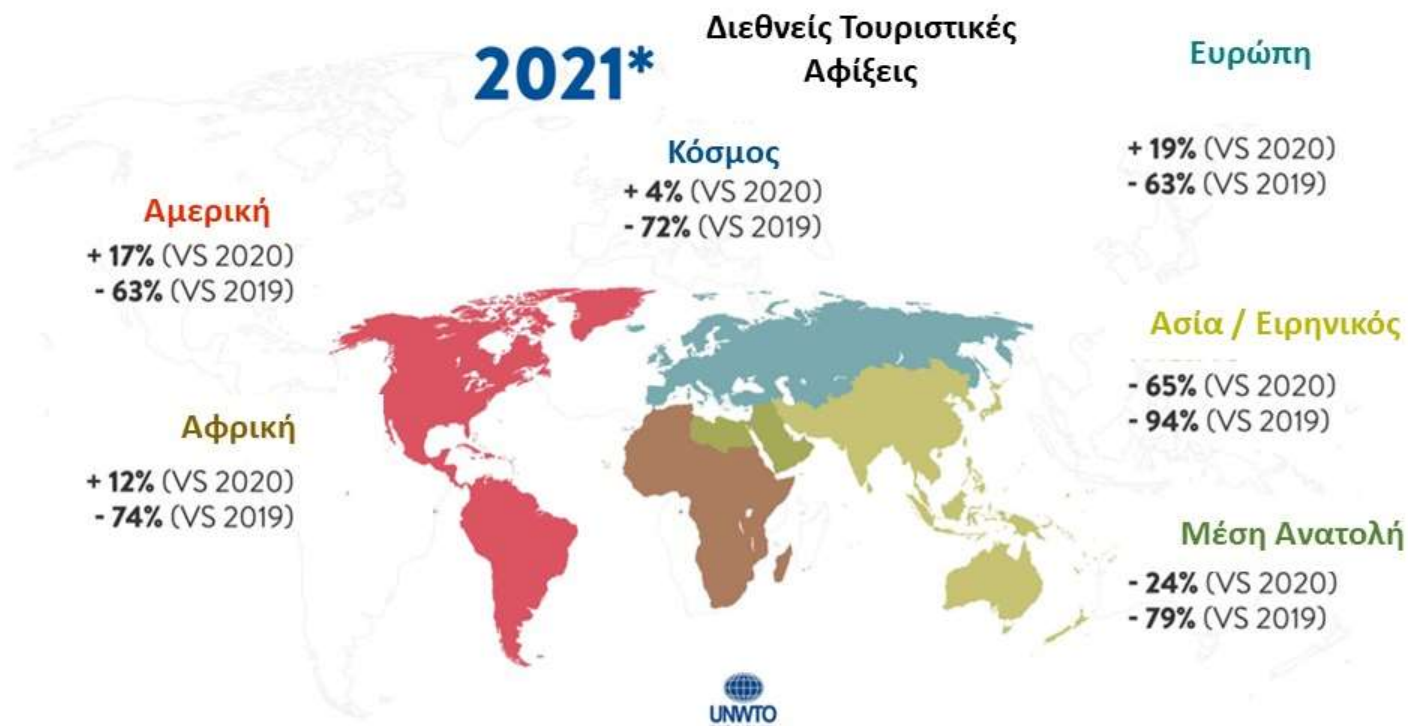 Διεθνείς Τουριστικές
Αφίξεις
2021*
Κόσμος
+ 4% (VS 2020)
- 72% (VS 2019)
Ευρώπη
+ 19% (VS 2020)
- 63% (VS 2019)
Αμερική
+ 17% (VS 2020)
- 63% (VS 2019)
Ασία / Ειρηνικός
- 65% (VS 2020)
- 94% (VS 2019)
Αφρική
+ 12% (VS 2020)
- 74% (VS 2019)
Μέση Ανατολή
- 24% (VS 2020)
- 79% (VS 2019)
UNWTO